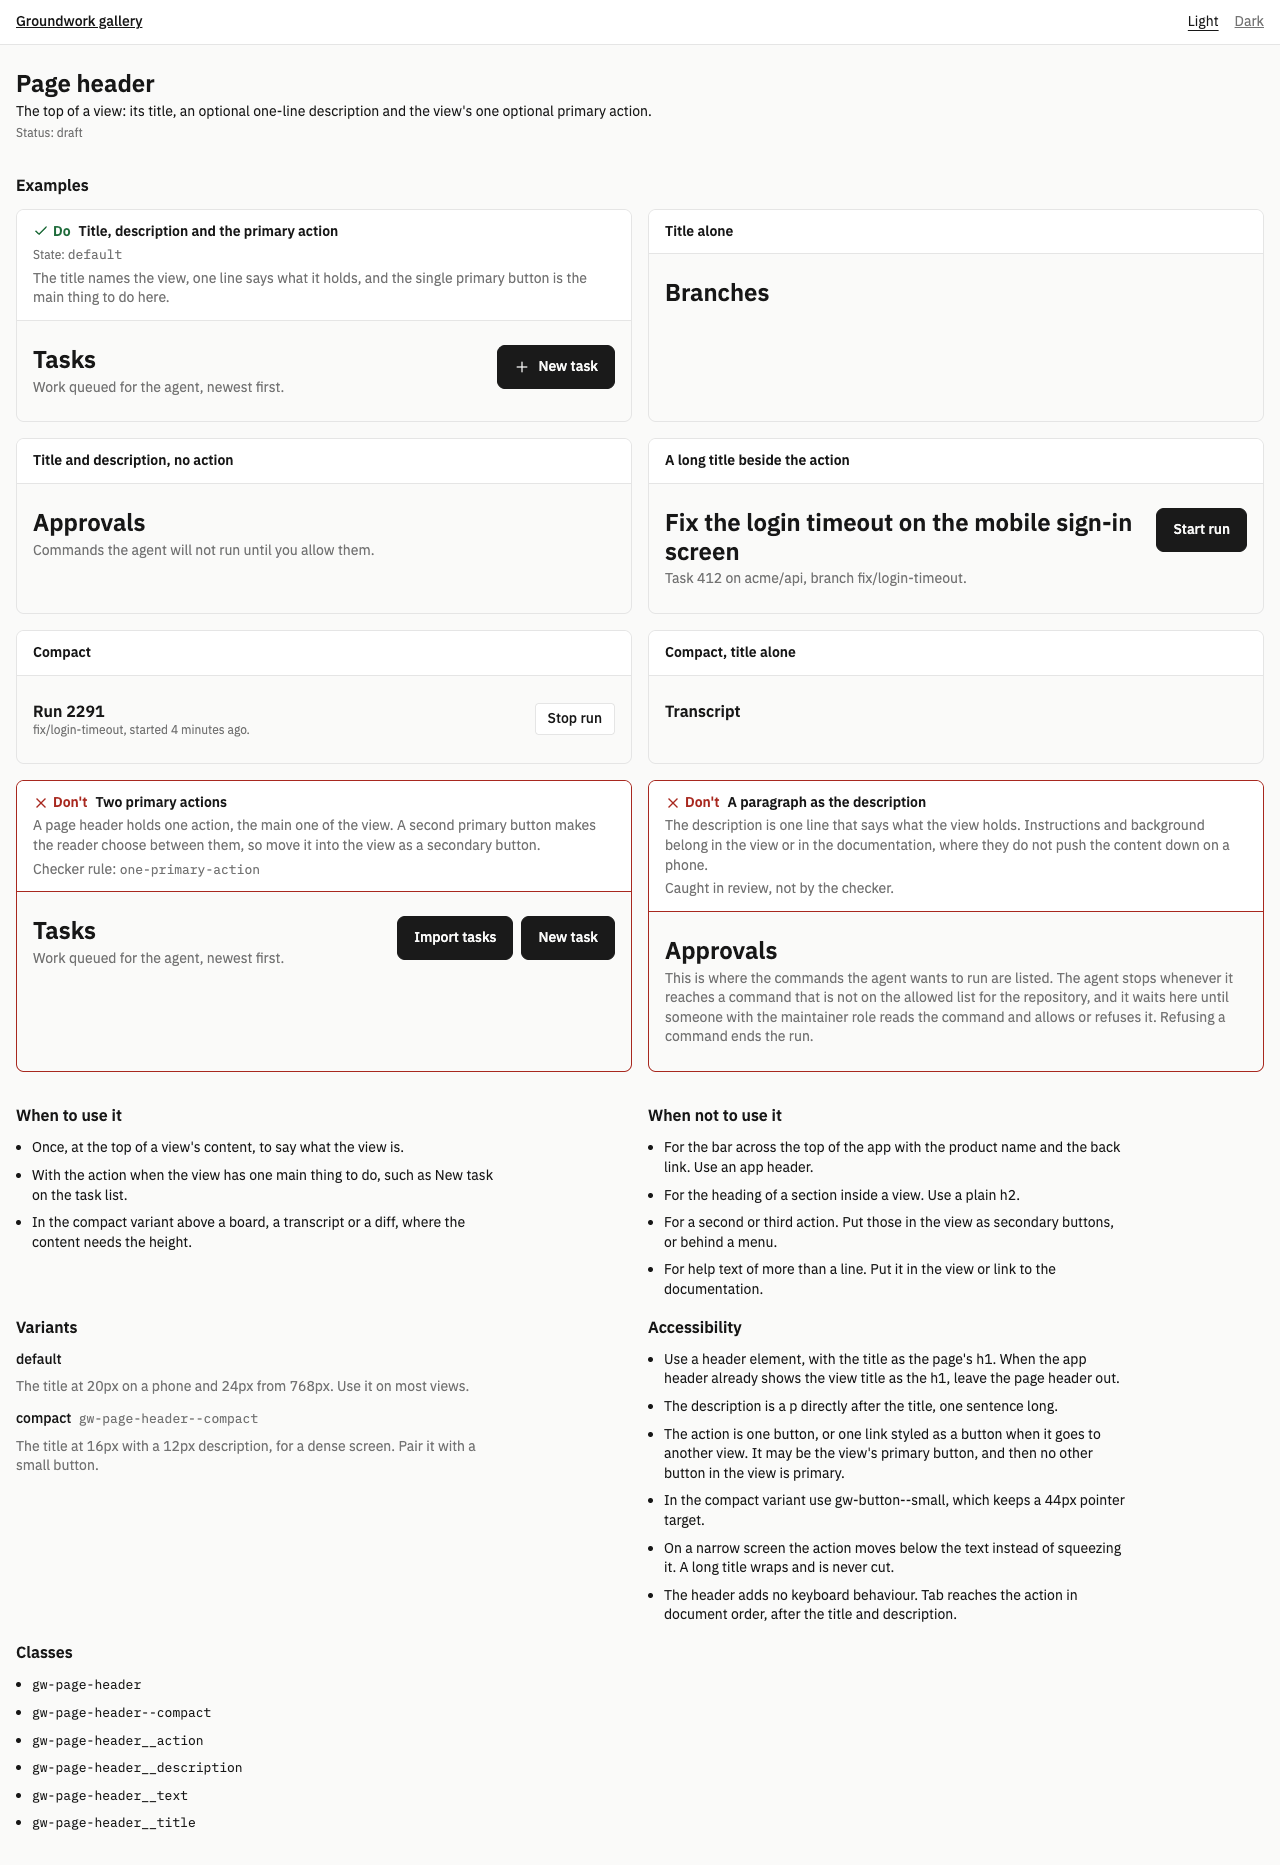 Groundwork gallery
Light
Dark
Page header
The top of a view: its title, an optional one-line description and the view's one optional primary action.
Status: draft
Examples
Do Title, description and the primary action
State: default
The title names the view, one line says what it holds, and the single primary button is the
main thing to do here.
Tasks
Work queued for the agent, newest first.
New task
Title alone
Branches
Title and description, no action
Approvals
Commands the agent will not run until you allow them.
A long title beside the action
Fix the login timeout on the mobile sign-in
screen
Task 412 on acme/api, branch fix/login-timeout.
Start run
Compact
Run 2291
fix/login-timeout, started 4 minutes ago.
Stop run
Compact, title alone
Transcript
Don't Two primary actions
A page header holds one action, the main one of the view. A second primary button makes
the reader choose between them, so move it into the view as a secondary button.
Checker rule: one-primary-action
Tasks
Work queued for the agent, newest first.
Import tasks
New task
Don't A paragraph as the description
The description is one line that says what the view holds. Instructions and background
belong in the view or in the documentation, where they do not push the content down on a
phone.
Caught in review, not by the checker.
Approvals
This is where the commands the agent wants to run are listed. The agent stops whenever it
reaches a command that is not on the allowed list for the repository, and it waits here until
someone with the maintainer role reads the command and allows or refuses it. Refusing a
command ends the run.
When to use it
Once, at the top of a view's content, to say what the view is.
With the action when the view has one main thing to do, such as New task
on the task list.
In the compact variant above a board, a transcript or a diff, where the
content needs the height.
When not to use it
For the bar across the top of the app with the product name and the back
link. Use an app header.
For the heading of a section inside a view. Use a plain h2.
For a second or third action. Put those in the view as secondary buttons,
or behind a menu.
For help text of more than a line. Put it in the view or link to the
documentation.
Variants
default
The title at 20px on a phone and 24px from 768px. Use it on most views.
compact gw-page-header--compact
The title at 16px with a 12px description, for a dense screen. Pair it with a
small button.
Accessibility
Use a header element, with the title as the page's h1. When the app
header already shows the view title as the h1, leave the page header out.
The description is a p directly after the title, one sentence long.
The action is one button, or one link styled as a button when it goes to
another view. It may be the view's primary button, and then no other
button in the view is primary.
In the compact variant use gw-button--small, which keeps a 44px pointer
target.
On a narrow screen the action moves below the text instead of squeezing
it. A long title wraps and is never cut.
The header adds no keyboard behaviour. Tab reaches the action in
document order, after the title and description.
Classes
gw-page-header
gw-page-header--compact
gw-page-header__action
gw-page-header__description
gw-page-header__text
gw-page-header__title